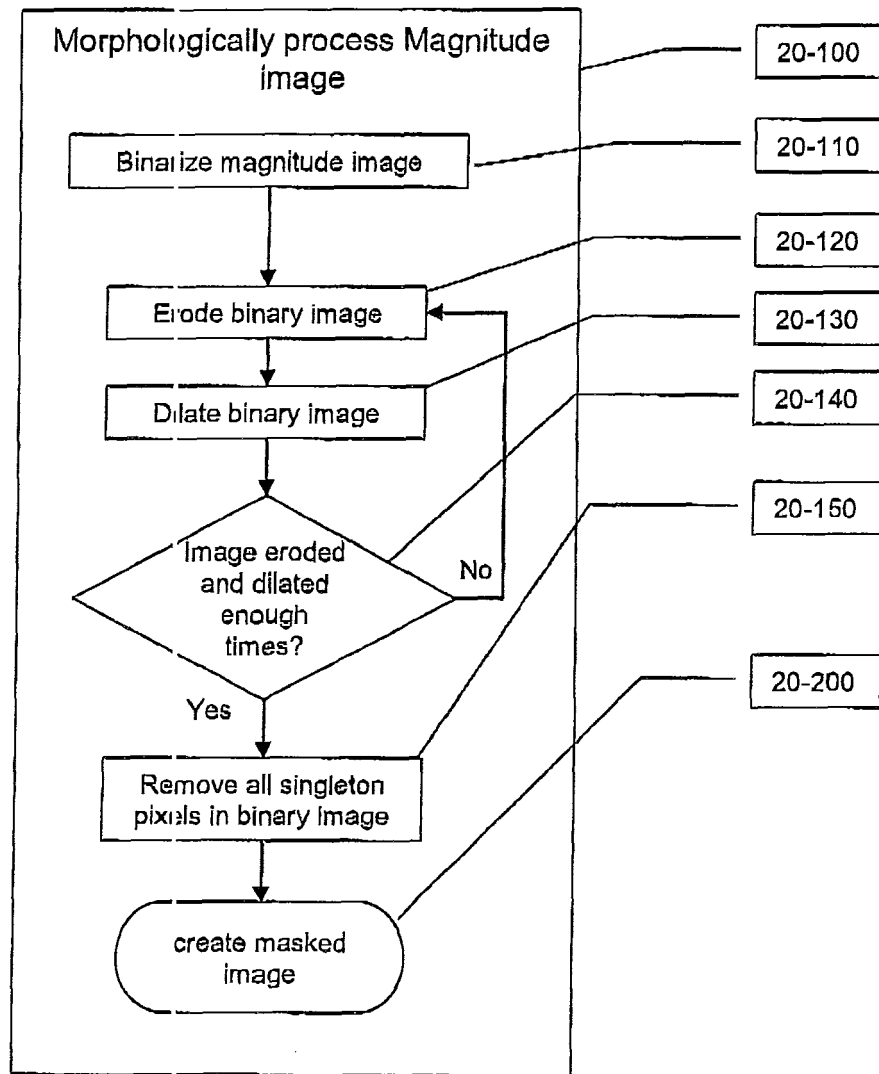 Morphologically process Magnitude
image
20-100
Binarize magnitude image
20-110
20-120
Erode binary image
20-130
Dilate binary image
20-140
Image eroded
and dilated
enough
times?
No
20-150
Yes
20-200
Remove all singleton
pixels in binary image
create masked
image